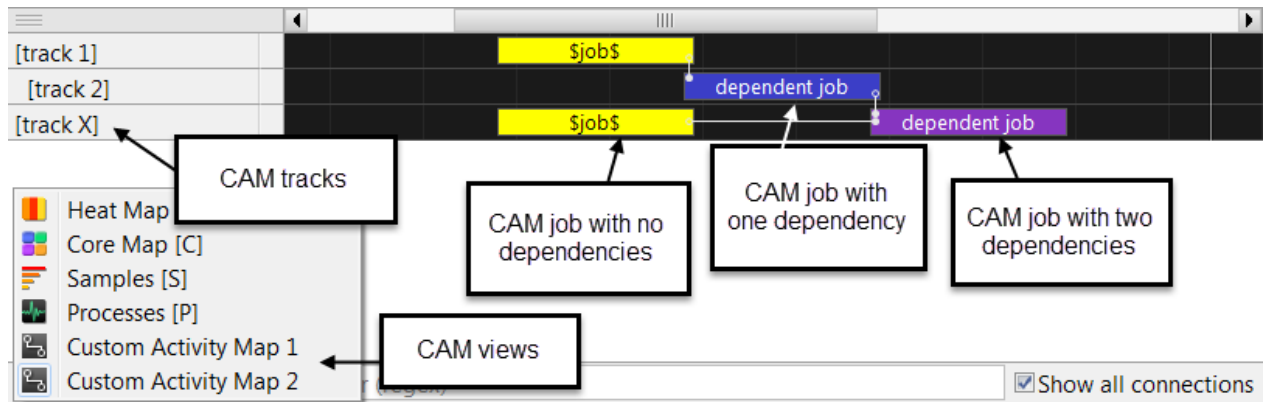 [track 1]
$job$
[track 2]
dependent job
[track X]
$job$
dependent job
CAM tracks
CAM job with no
dependencies
CAM job with
one dependency
CAM job with two
dependencies
Heat Map
Core Map [C]
Samples [S]
Processes [P]
Custom Activity Map 1
Custom Activity Map 2
CAM views
r (regex)
Show all connections